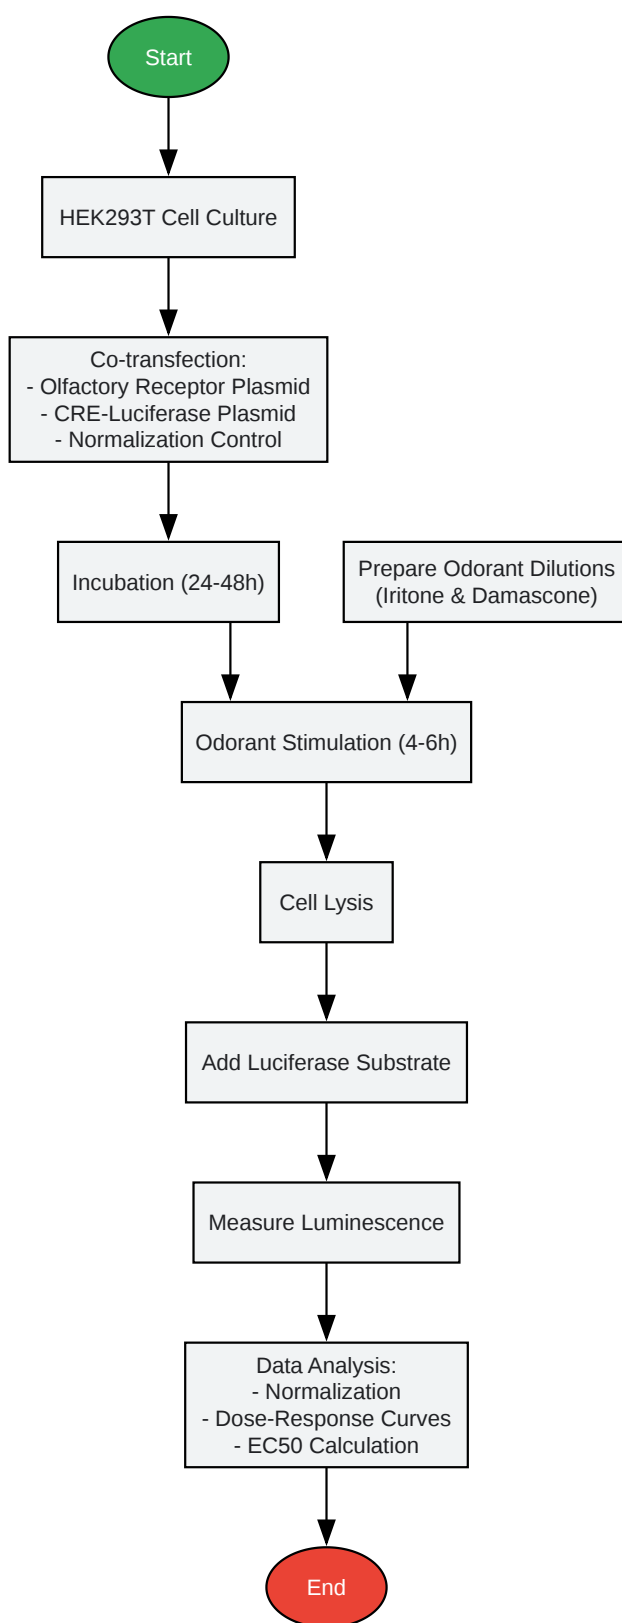 Start
HEK293T Cell Culture
Co-transfection:
- Olfactory Receptor Plasmid
- CRE-Luciferase Plasmid
- Normalization Control
Incubation (24-48h)
Prepare Odorant Dilutions
(Iritone & Damascone)
Odorant Stimulation (4-6h)
Cell Lysis
Add Luciferase Substrate
Measure Luminescence
Data Analysis:
- Normalization
- Dose-Response Curves
- EC50 Calculation
End